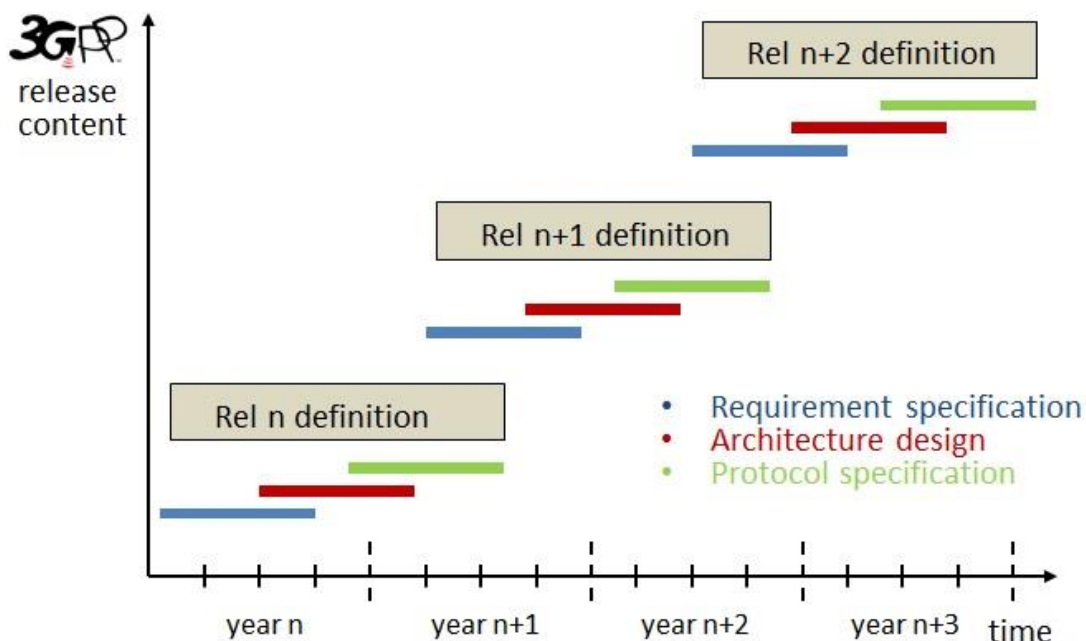 3GPP
release
content
Rel n+2 definition
Rel n+1 definition
Rel n definition
• Requirement specification
• Architecture design
• Protocol specification
year n
year n+1
year n+2
year n+3
time